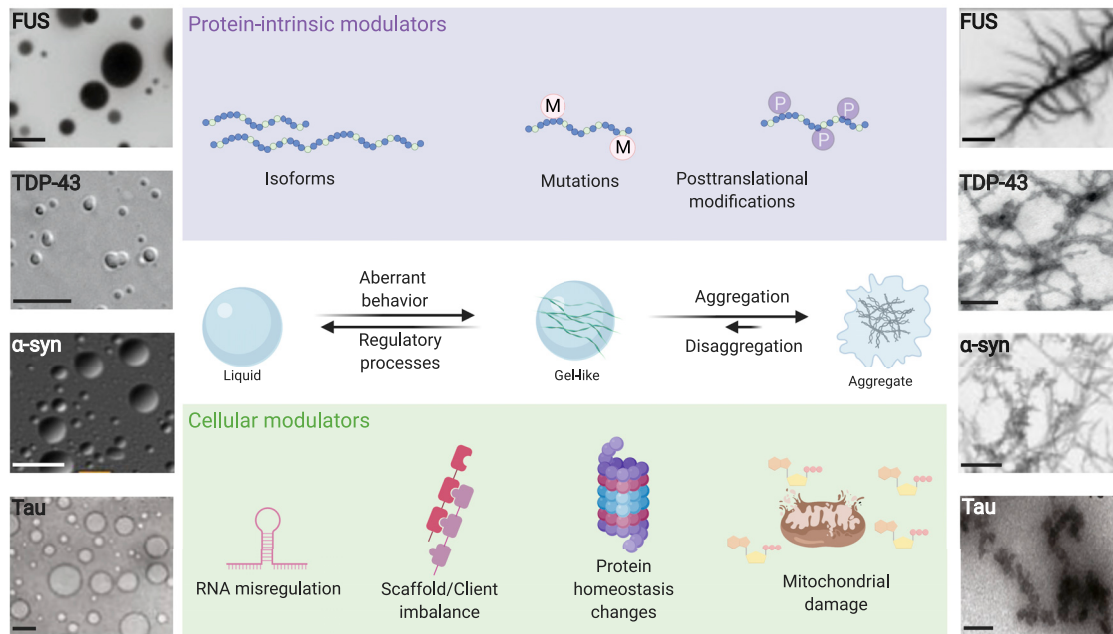 FUS
TDP-43
α-syn
Tau
Protein-intrinsic modulators
Isoforms
M
M
Mutations
P
P
P
Posttranslational
modifications
Aberrant
behavior
Regulatory
processes
Aggregation
Disaggregation
Liquid
Gel-like
Aggregate
Cellular modulators
RNA misregulation
Scaffold/Client
imbalance
Protein
homeostasis
changes
Mitochondrial
damage
FUS
TDP-43
α-syn
Tau